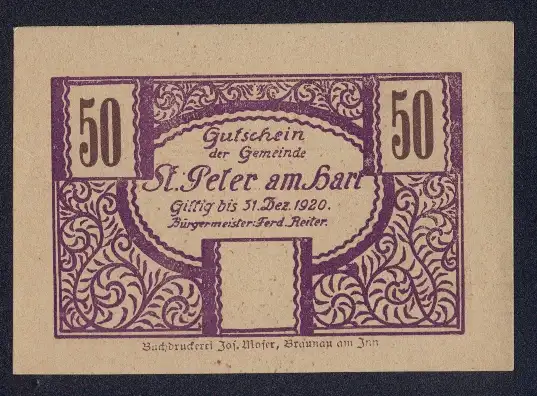 50 50
Gutschein
der Gemeinde
St. Peter am Hart
Giltig bis 31. Dez. 1920.
Bürgermeister: Ferd. Reiter.
Buchdruckerei Jos. Moser, Braunau am Inn